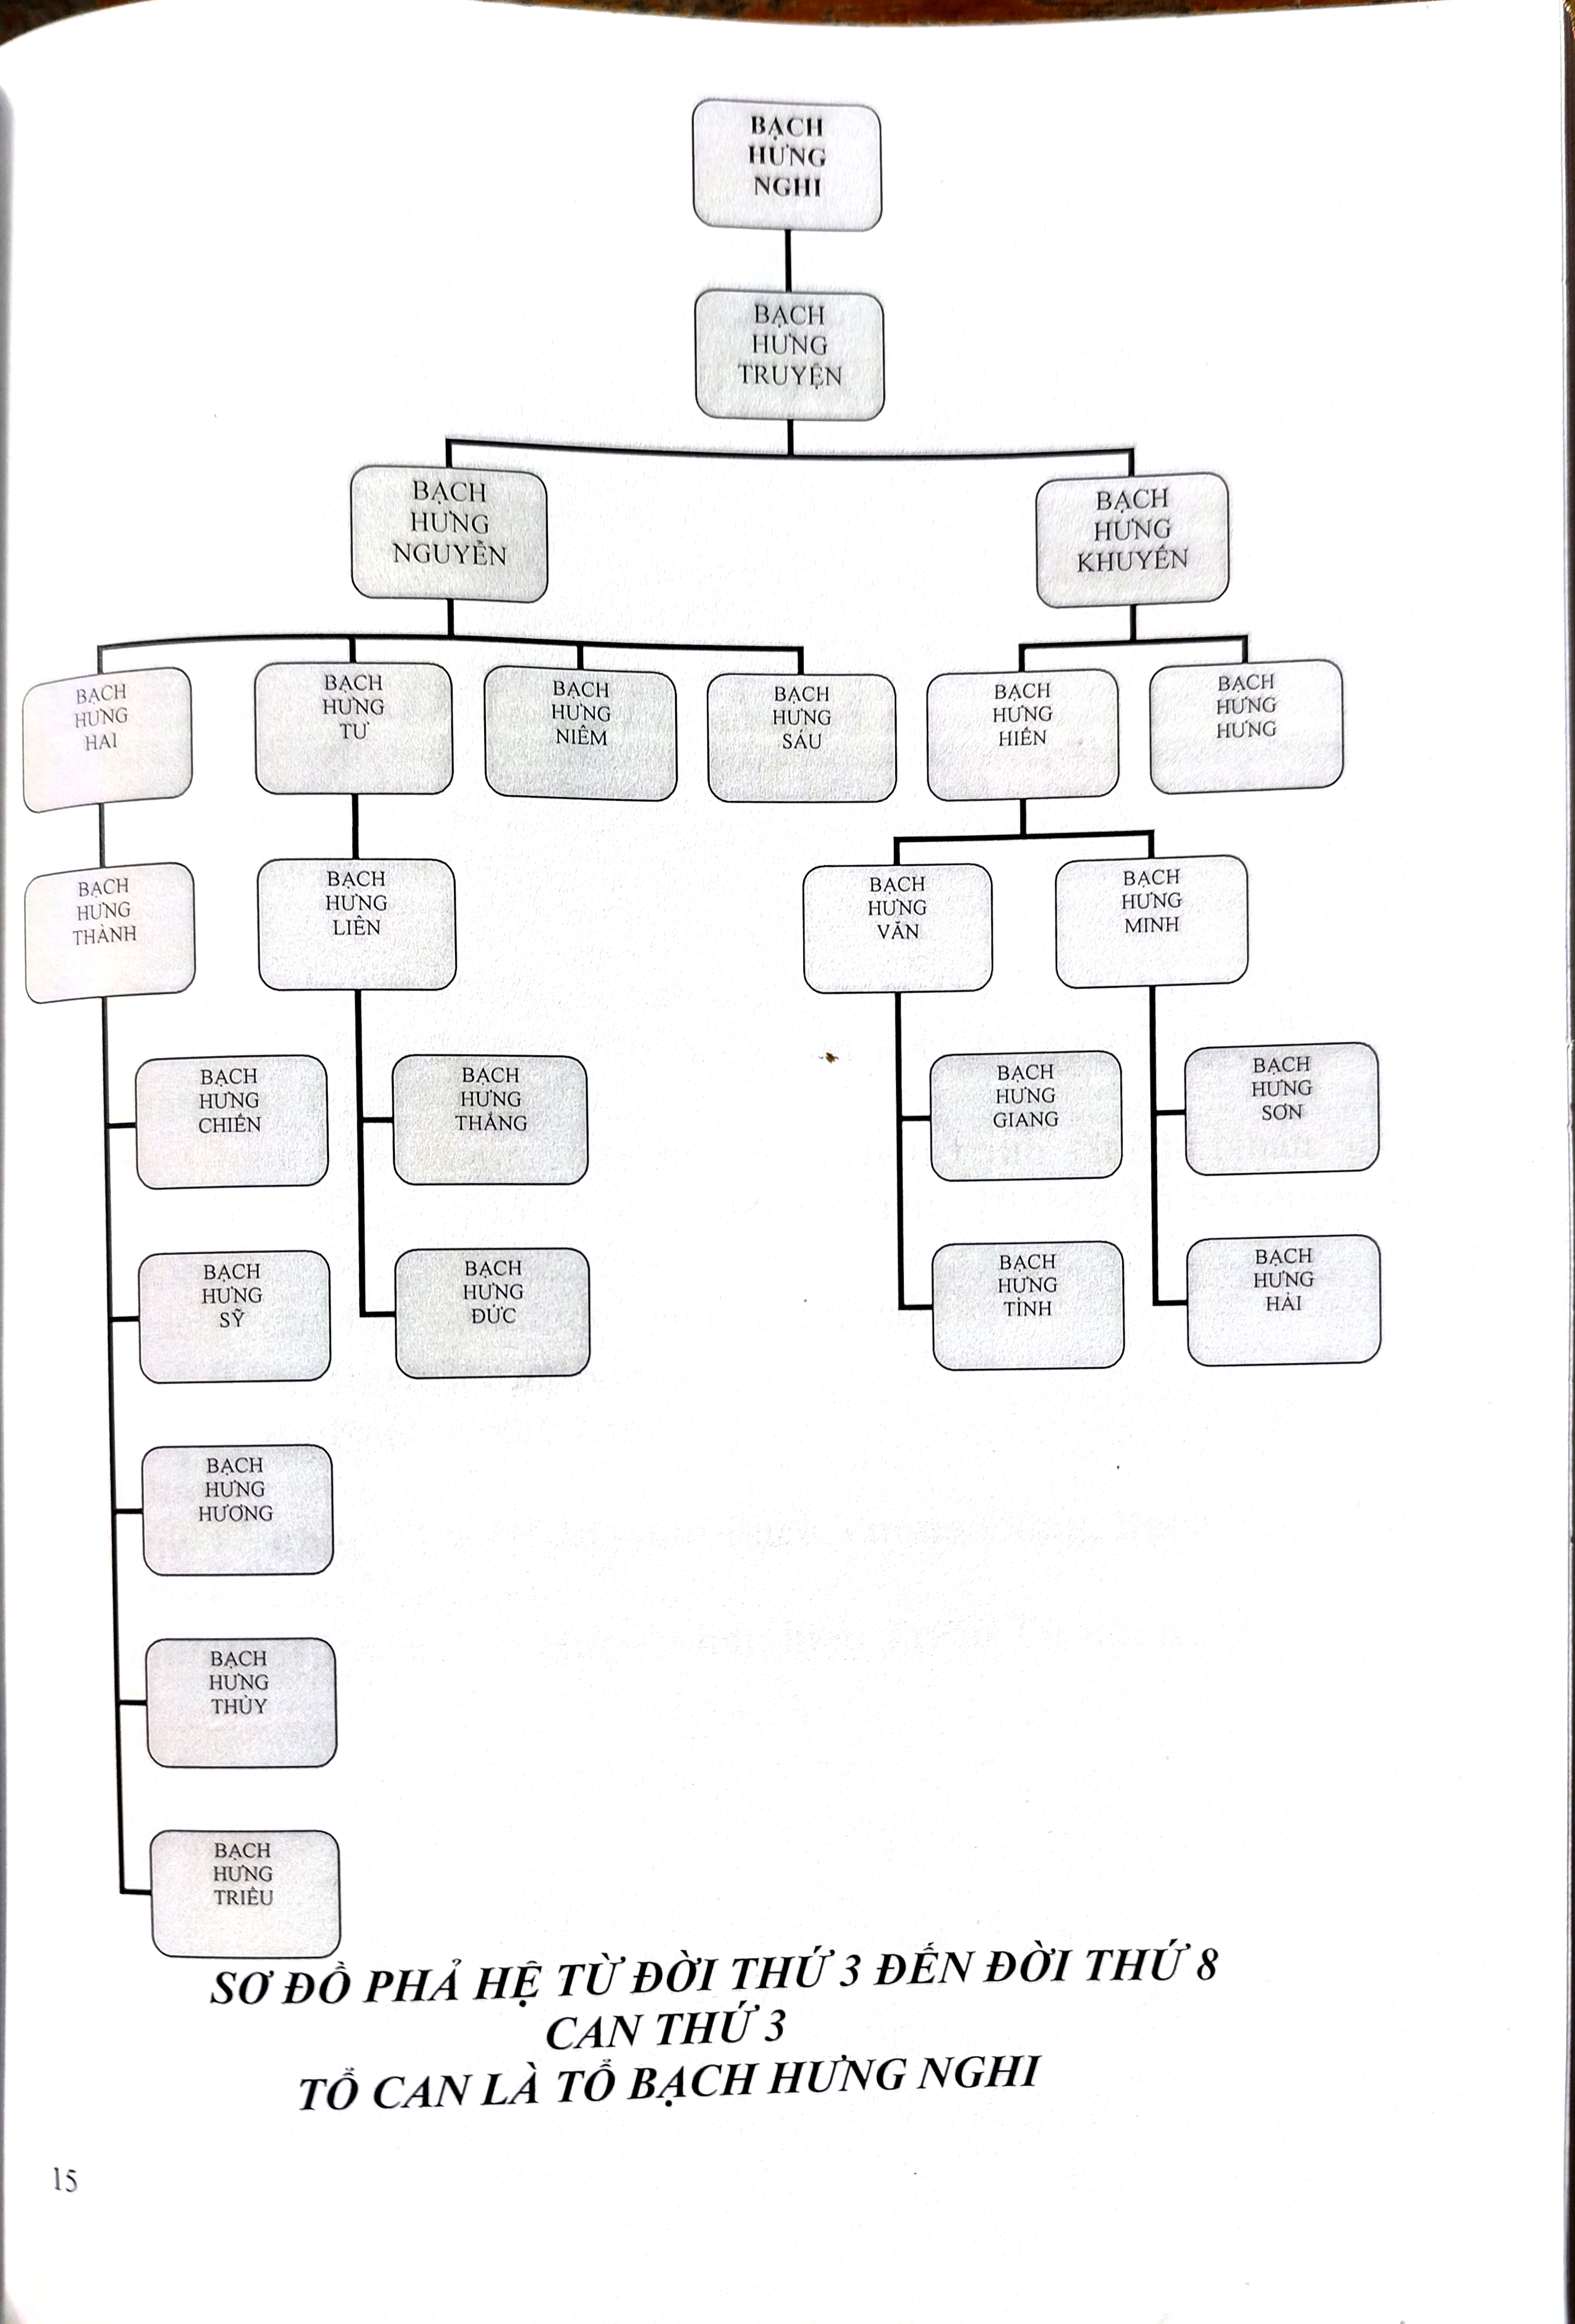 BẠCH
HƯNG
NGHI
BẠCH
HƯNG
TRUYỆN
BẠCH
HƯNG
NGUYỄN
BẠCH
HƯNG
KHUYẾN
BẠCH
HƯNG
HAI
BẠCH
HƯNG
TƯ
BẠCH
HƯNG
NIÊM
BẠCH
HƯNG
SÁU
BẠCH
HƯNG
HIỀN
BẠCH
HƯNG
HƯNG
BẠCH
HƯNG
THÀNH
BẠCH
HƯNG
LIÊN
BẠCH
HƯNG
VĂN
BẠCH
HƯNG
MINH
BẠCH
HƯNG
CHIẾN
BẠCH
HƯNG
THẮNG
BẠCH
HƯNG
GIANG
BẠCH
HƯNG
SƠN
BẠCH
HƯNG
SỸ
BẠCH
HƯNG
ĐỨC
BẠCH
HƯNG
TỈNH
BẠCH
HƯNG
HẢI
BẠCH
HƯNG
HƯƠNG
BẠCH
HƯNG
THỦY
BẠCH
HƯNG
TRIỀU
SƠ ĐỒ PHẢ HỆ TỪ ĐỜI THỨ 3 ĐẾN ĐỜI THỨ 8
CAN THỨ 3
TỔ CAN LÀ TỔ BẠCH HƯNG NGHI
15